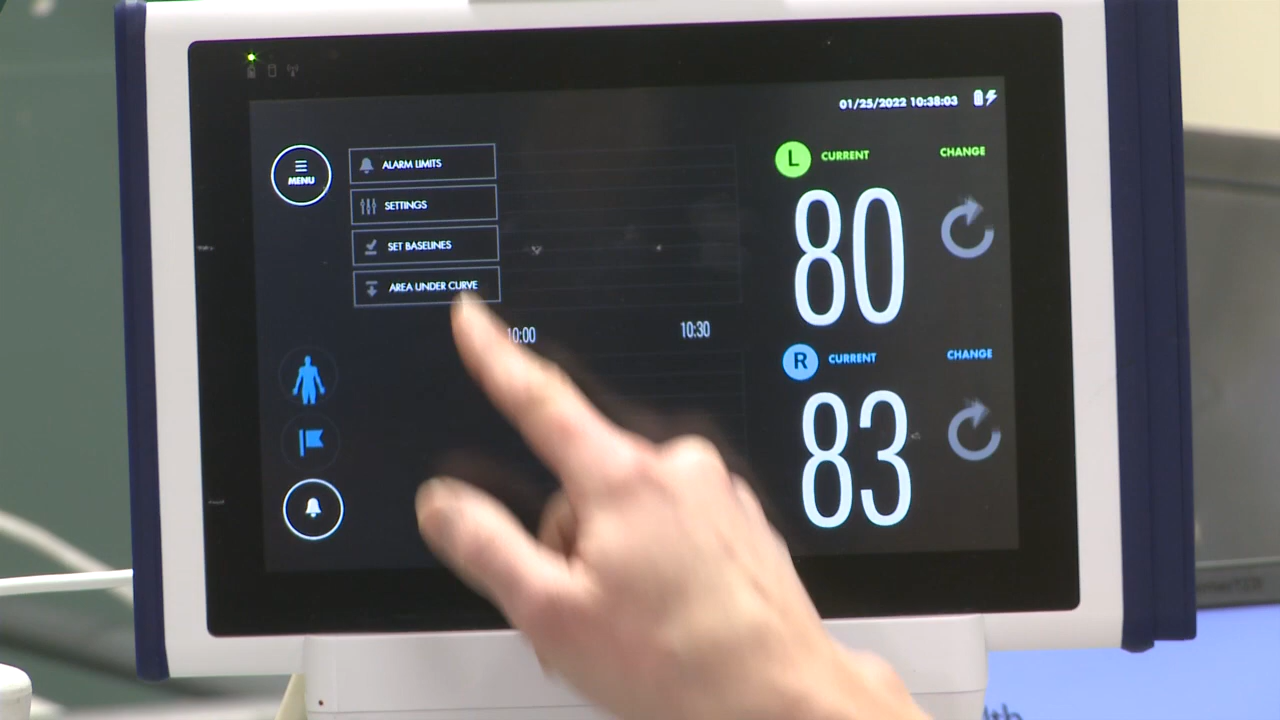 01/25/2022 10:38:03
MENU
ALARM LIMITS
SETTINGS
SET BASELINES
AREA UNDER CURVE
10:00
10:30
L CURRENT CHANGE
80
R CURRENT CHANGE
83